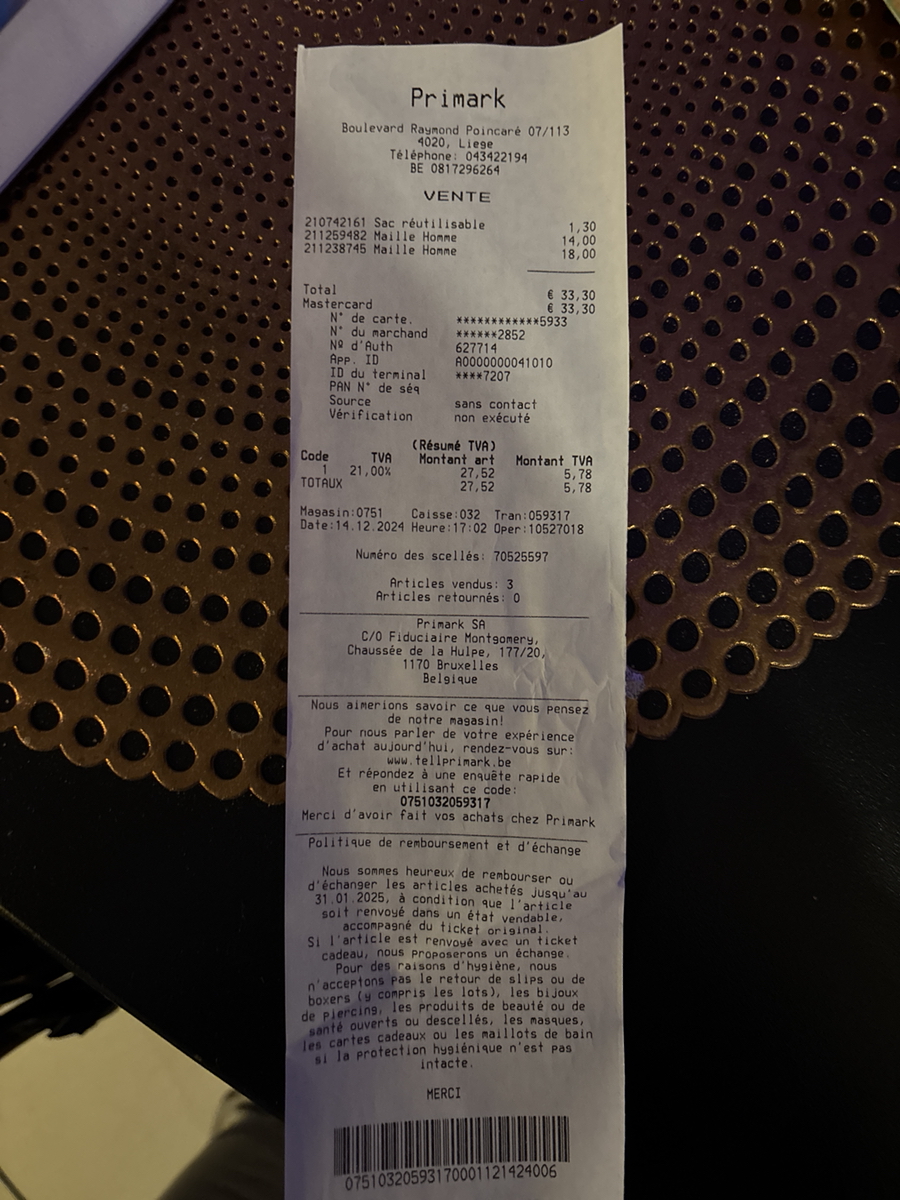 Primark
Boulevard Raymond Poincaré 07/113
4020, Liege
Téléphone: 043422194
BE 0817296264
VENTE
210742161 Sac réutilisable 1,30
211259482 Maille Homme 14,00
211238745 Maille Homme 18,00
Total € 33,30
Mastercard € 33,30
N° de carte. ************5933
N° du marchand ******2852
Nº d'Auth 627714
App. ID A0000000041010
ID du terminal ****7207
PAN N° de séq
Source sans contact
Vérification non exécuté
(Résumé TVA)
Code TVA Montant art Montant TVA
1 21,00% 27,52 5,78
TOTAUX 27,52 5,78
Magasin:0751 Caisse:032 Tran:059317
Date:14.12.2024 Heure:17:02 Oper:10527018
Numéro des scellés: 70525597
Articles vendus: 3
Articles retournés: 0
Primark SA
C/O Fiduciaire Montgomery,
Chaussée de la Hulpe, 177/20,
1170 Bruxelles
Belgique
Nous aimerions savoir ce que vous pensez
de notre magasin!
Pour nous parler de votre expérience
d'achat aujourd'hui, rendez-vous sur:
www.tellprimark.be
Et répondez à une enquête rapide
en utilisant ce code:
0751032059317
Merci d'avoir fait vos achats chez Primark
Politique de remboursement et d'échange
Nous sommes heureux de rembourser ou
d'échanger les articles achetés jusqu'au
31.01.2025, à condition que l'article
soit renvoyé dans un état vendable,
accompagné du ticket original.
Si l'article est renvoyé avec un ticket
cadeau, nous proposerons un échange.
Pour des raisons d'hygiène, nous
n'acceptons pas le retour de slips ou de
boxers (y compris les lots), les bijoux
de piercing, les produits de beauté ou de
santé ouverts ou descellés, les masques,
les cartes cadeaux ou les maillots de bain
si la protection hygiénique n'est pas
intacte.
MERCI
07510320593170001121424006